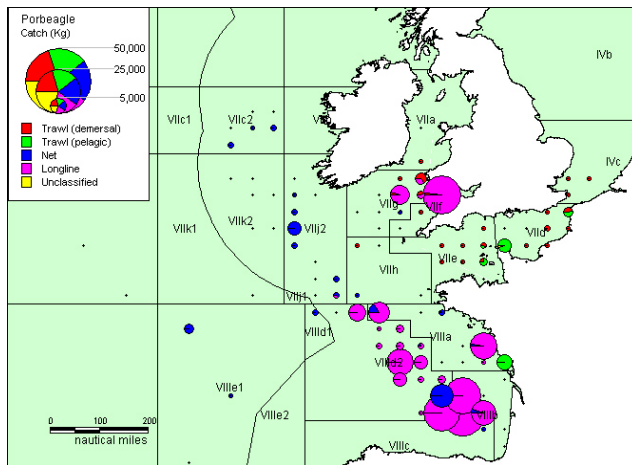 Porbeagle
Catch (Kg)
50,000
25,000
5,000
Trawl (demersal)
Trawl (pelagic)
Net
Longline
Unclassified
IVb
VIIc1
VIIc2
VIIb
VIIa
IVc
VIIg
VIIf
VIIk1
VIIk2
VIIj2
VIId
VIIe
VIIh
VIIj1
VIIId1
VIIIa
VIIId2
VIIIe1
VIIIe2
VIIIb
VIIIc
0 100 200
nautical miles